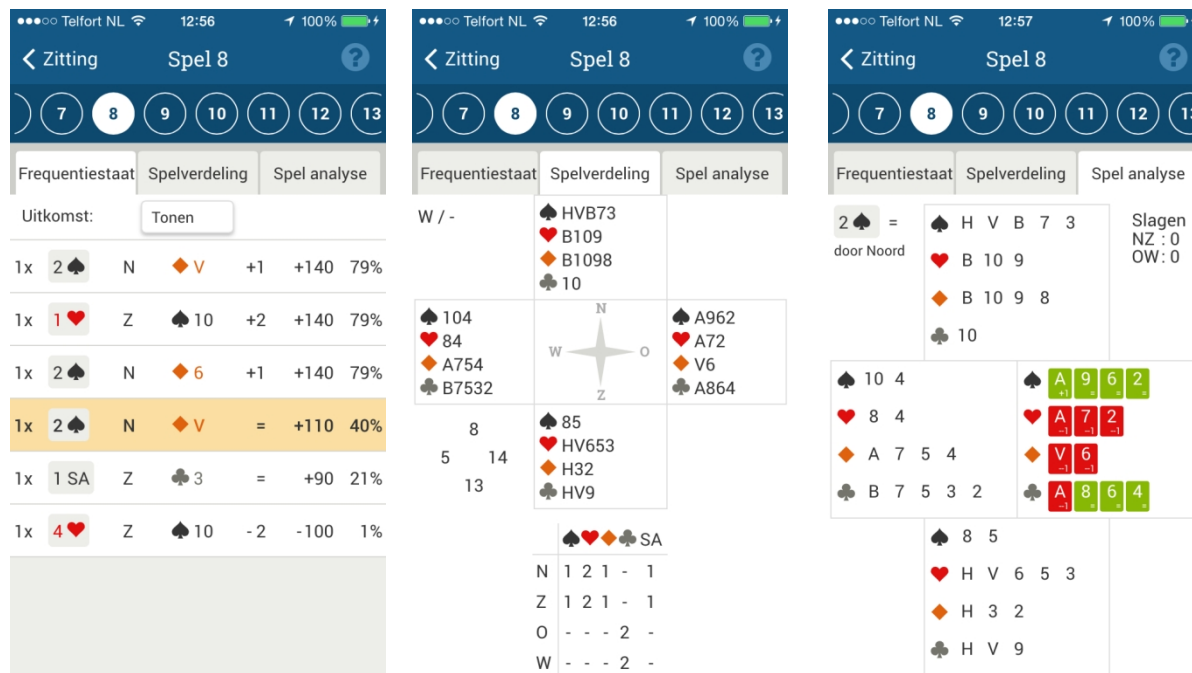 Telfort NL 12:56 100%
Zitting Spel 8 ?
7 8 9 10 11 12 13
Frequentiestaat Spelverdeling Spel analyse
Uitkomst: Tonen
1x 2♠ N ♦ V +1 +140 79%
1x 1♥ Z ♠ 10 +2 +140 79%
1x 2♠ N ♦ 6 +1 +140 79%
1x 2♠ N ♦ V = +110 40%
1x 1 SA Z ♣ 3 = +90 21%
1x 4♥ Z ♠ 10 - 2 -100 1%
Telfort NL 12:56 100%
Zitting Spel 8 ?
7 8 9 10 11 12 13
Frequentiestaat Spelverdeling Spel analyse
W / -
♠ HVB73
♥ B109
♦ B1098
♣ 10
♠ 104
♥ 84
♦ A754
♣ B7532
N
W O
Z
♠ A962
♥ A72
♦ V6
♣ A864
8
5 14
13
♠ 85
♥ HV653
♦ H32
♣ HV9
♠ ♥ ♦ ♣ SA
N 1 2 1 - 1
Z 1 2 1 - 1
O - - - 2 -
W - - - 2 -
Telfort NL 12:57 100%
Zitting Spel 8 ?
7 8 9 10 11 12
Frequentiestaat Spelverdeling Spel analyse
2♠ =
door Noord
♠ H V B 7 3
♥ B 10 9
♦ B 10 9 8
♣ 10
Slagen
NZ : 0
OW: 0
♠ 10 4
♥ 8 4
♦ A 7 5 4
♣ B 7 5 3 2
♠ A +1 9 = 6 = 2 =
♥ A -1 7 -1 2 -1
♦ V -1 6 -1
♣ A -1 8 = 6 = 4 =
♠ 8 5
♥ H V 6 5 3
♦ H 3 2
♣ H V 9